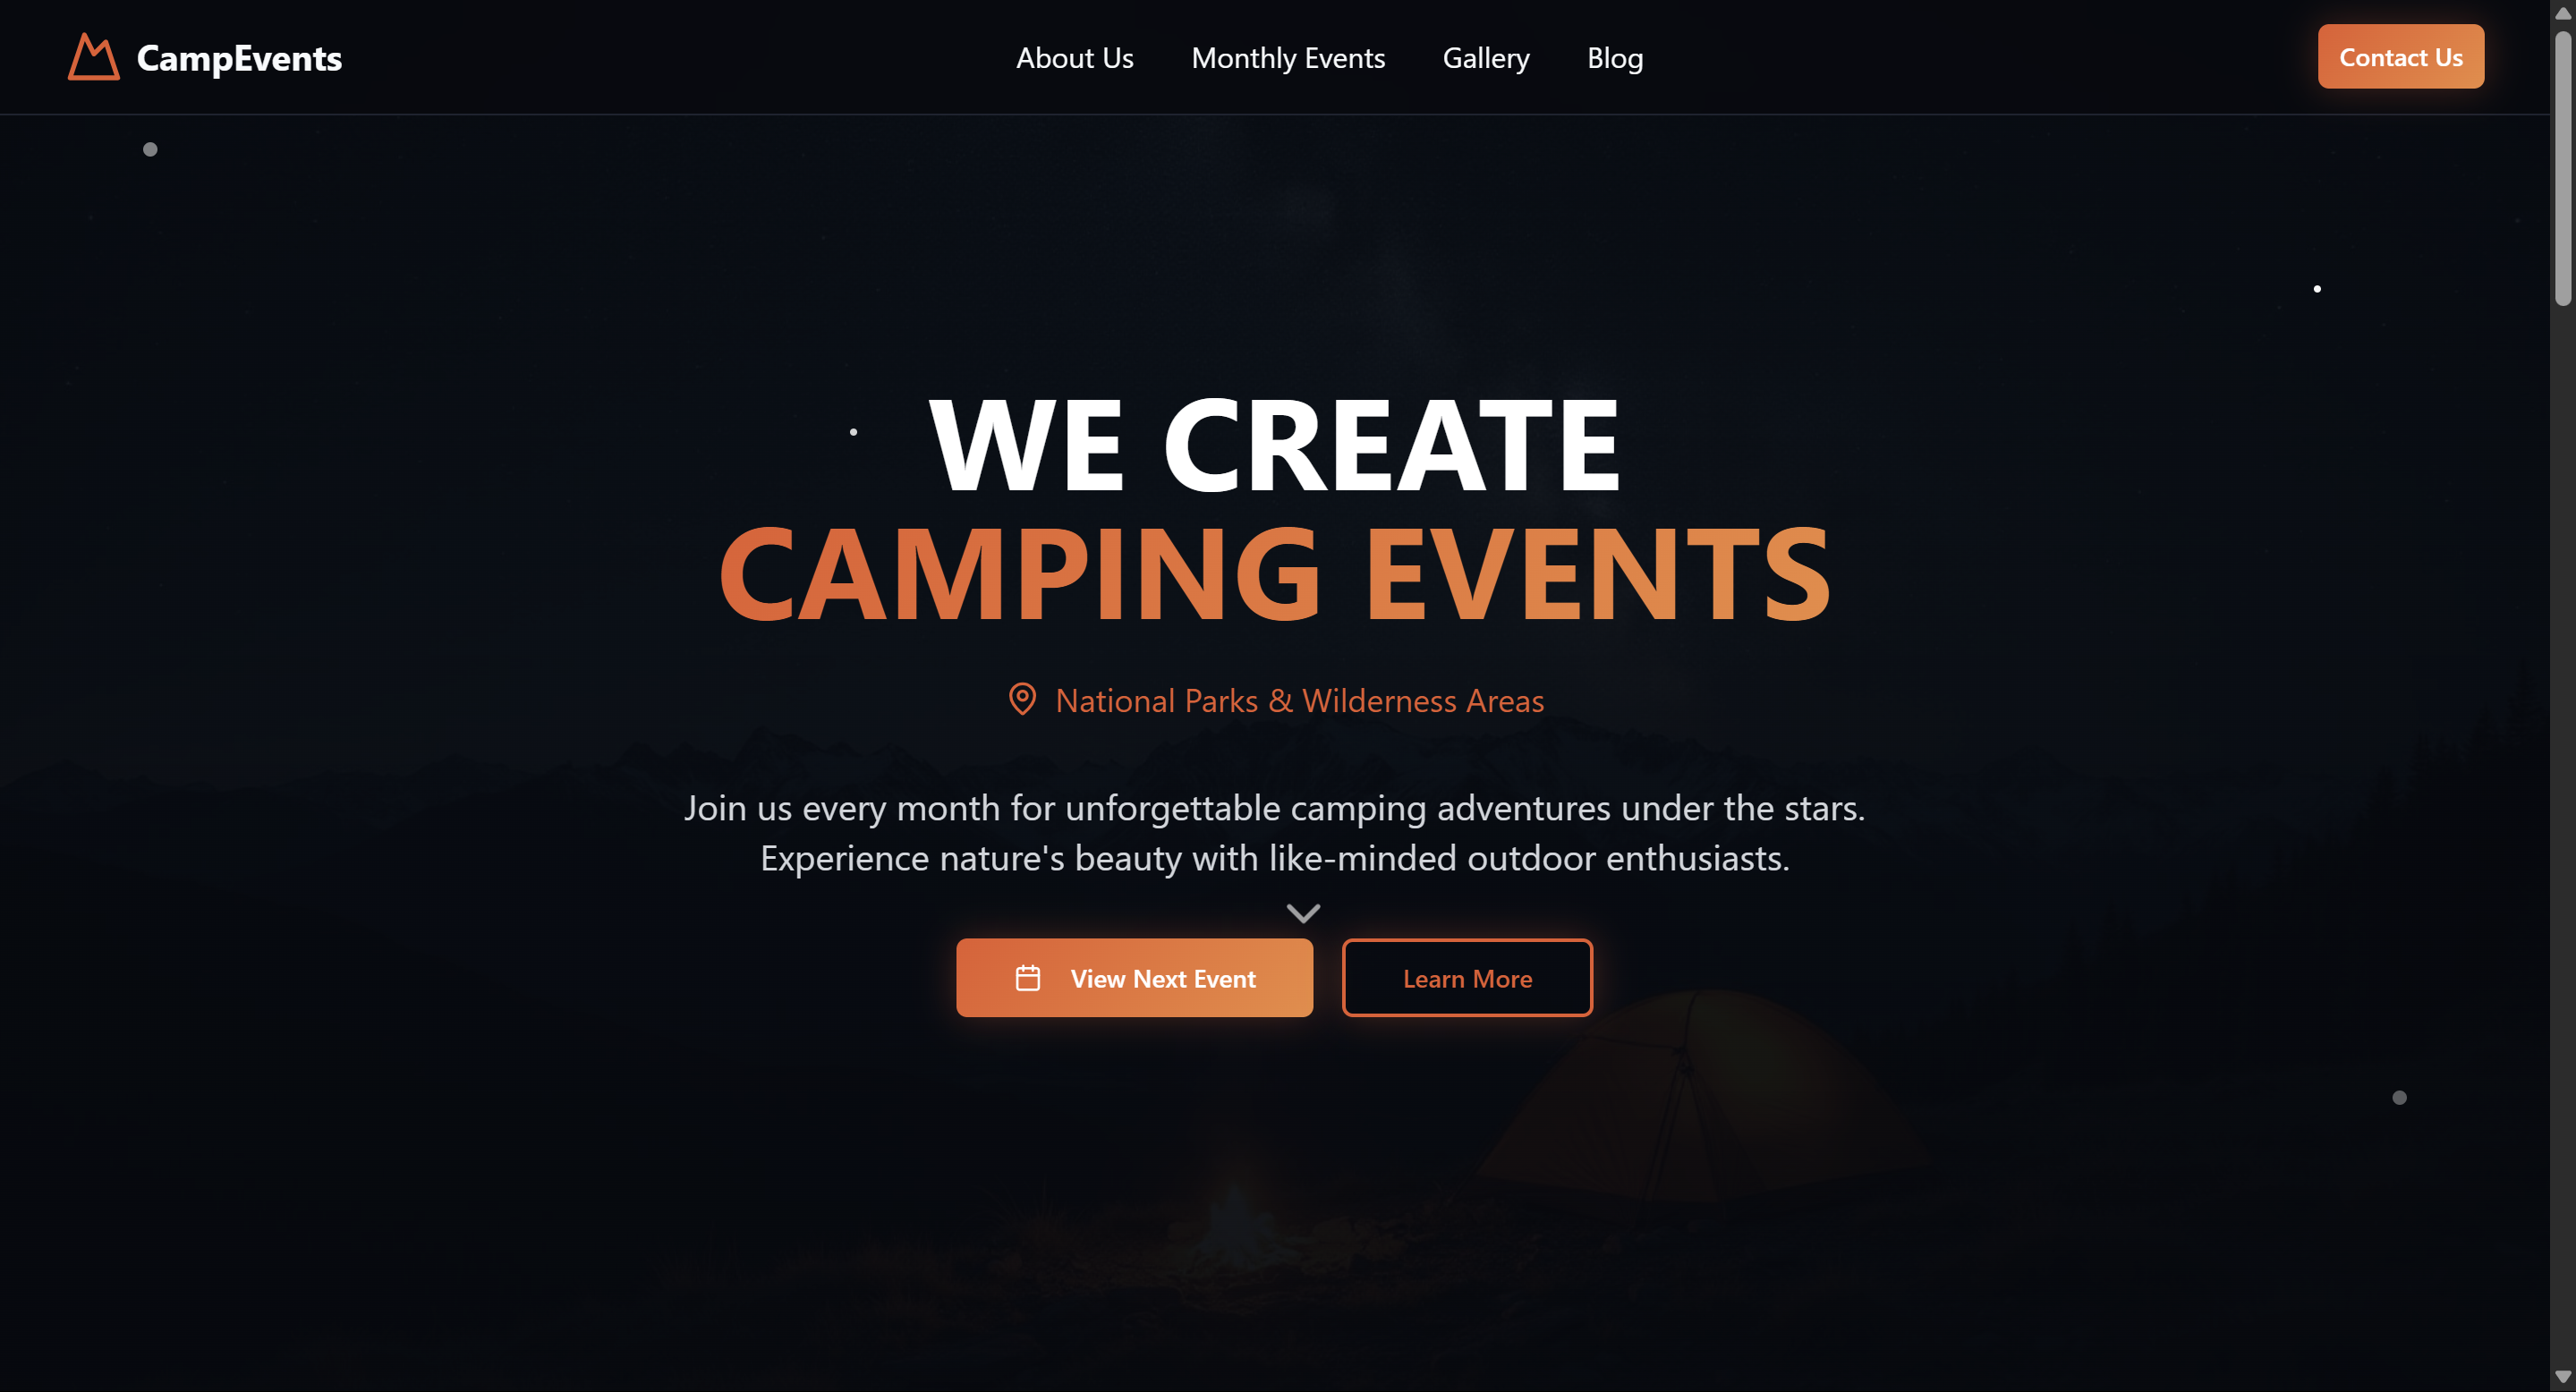 CampEvents
About Us
Monthly Events
Gallery
Blog
Contact Us
WE CREATE
CAMPING EVENTS
National Parks & Wilderness Areas
Join us every month for unforgettable camping adventures under the stars.
Experience nature's beauty with like-minded outdoor enthusiasts.
View Next Event
Learn More